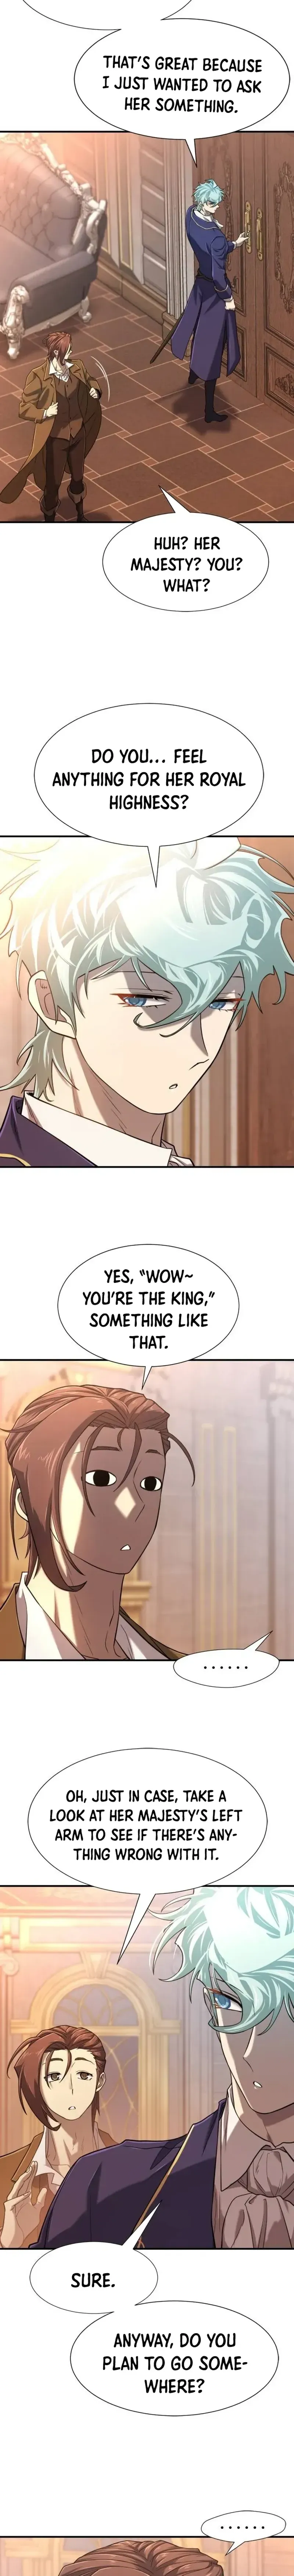 THAT'S GREAT BECAUSE
I JUST WANTED TO ASK
HER SOMETHING.
HUH? HER
MAJESTY? YOU?
WHAT?
DO YOU... FEEL
ANYTHING FOR HER ROYAL
HIGHNESS?
YES, "WOW~
YOU'RE THE KING,"
SOMETHING LIKE
THAT.
......
OH, JUST IN CASE, TAKE A
LOOK AT HER MAJESTY'S LEFT
ARM TO SEE IF THERE'S ANY-
THING WRONG WITH IT.
SURE.
ANYWAY, DO YOU
PLAN TO GO SOME-
WHERE?
......